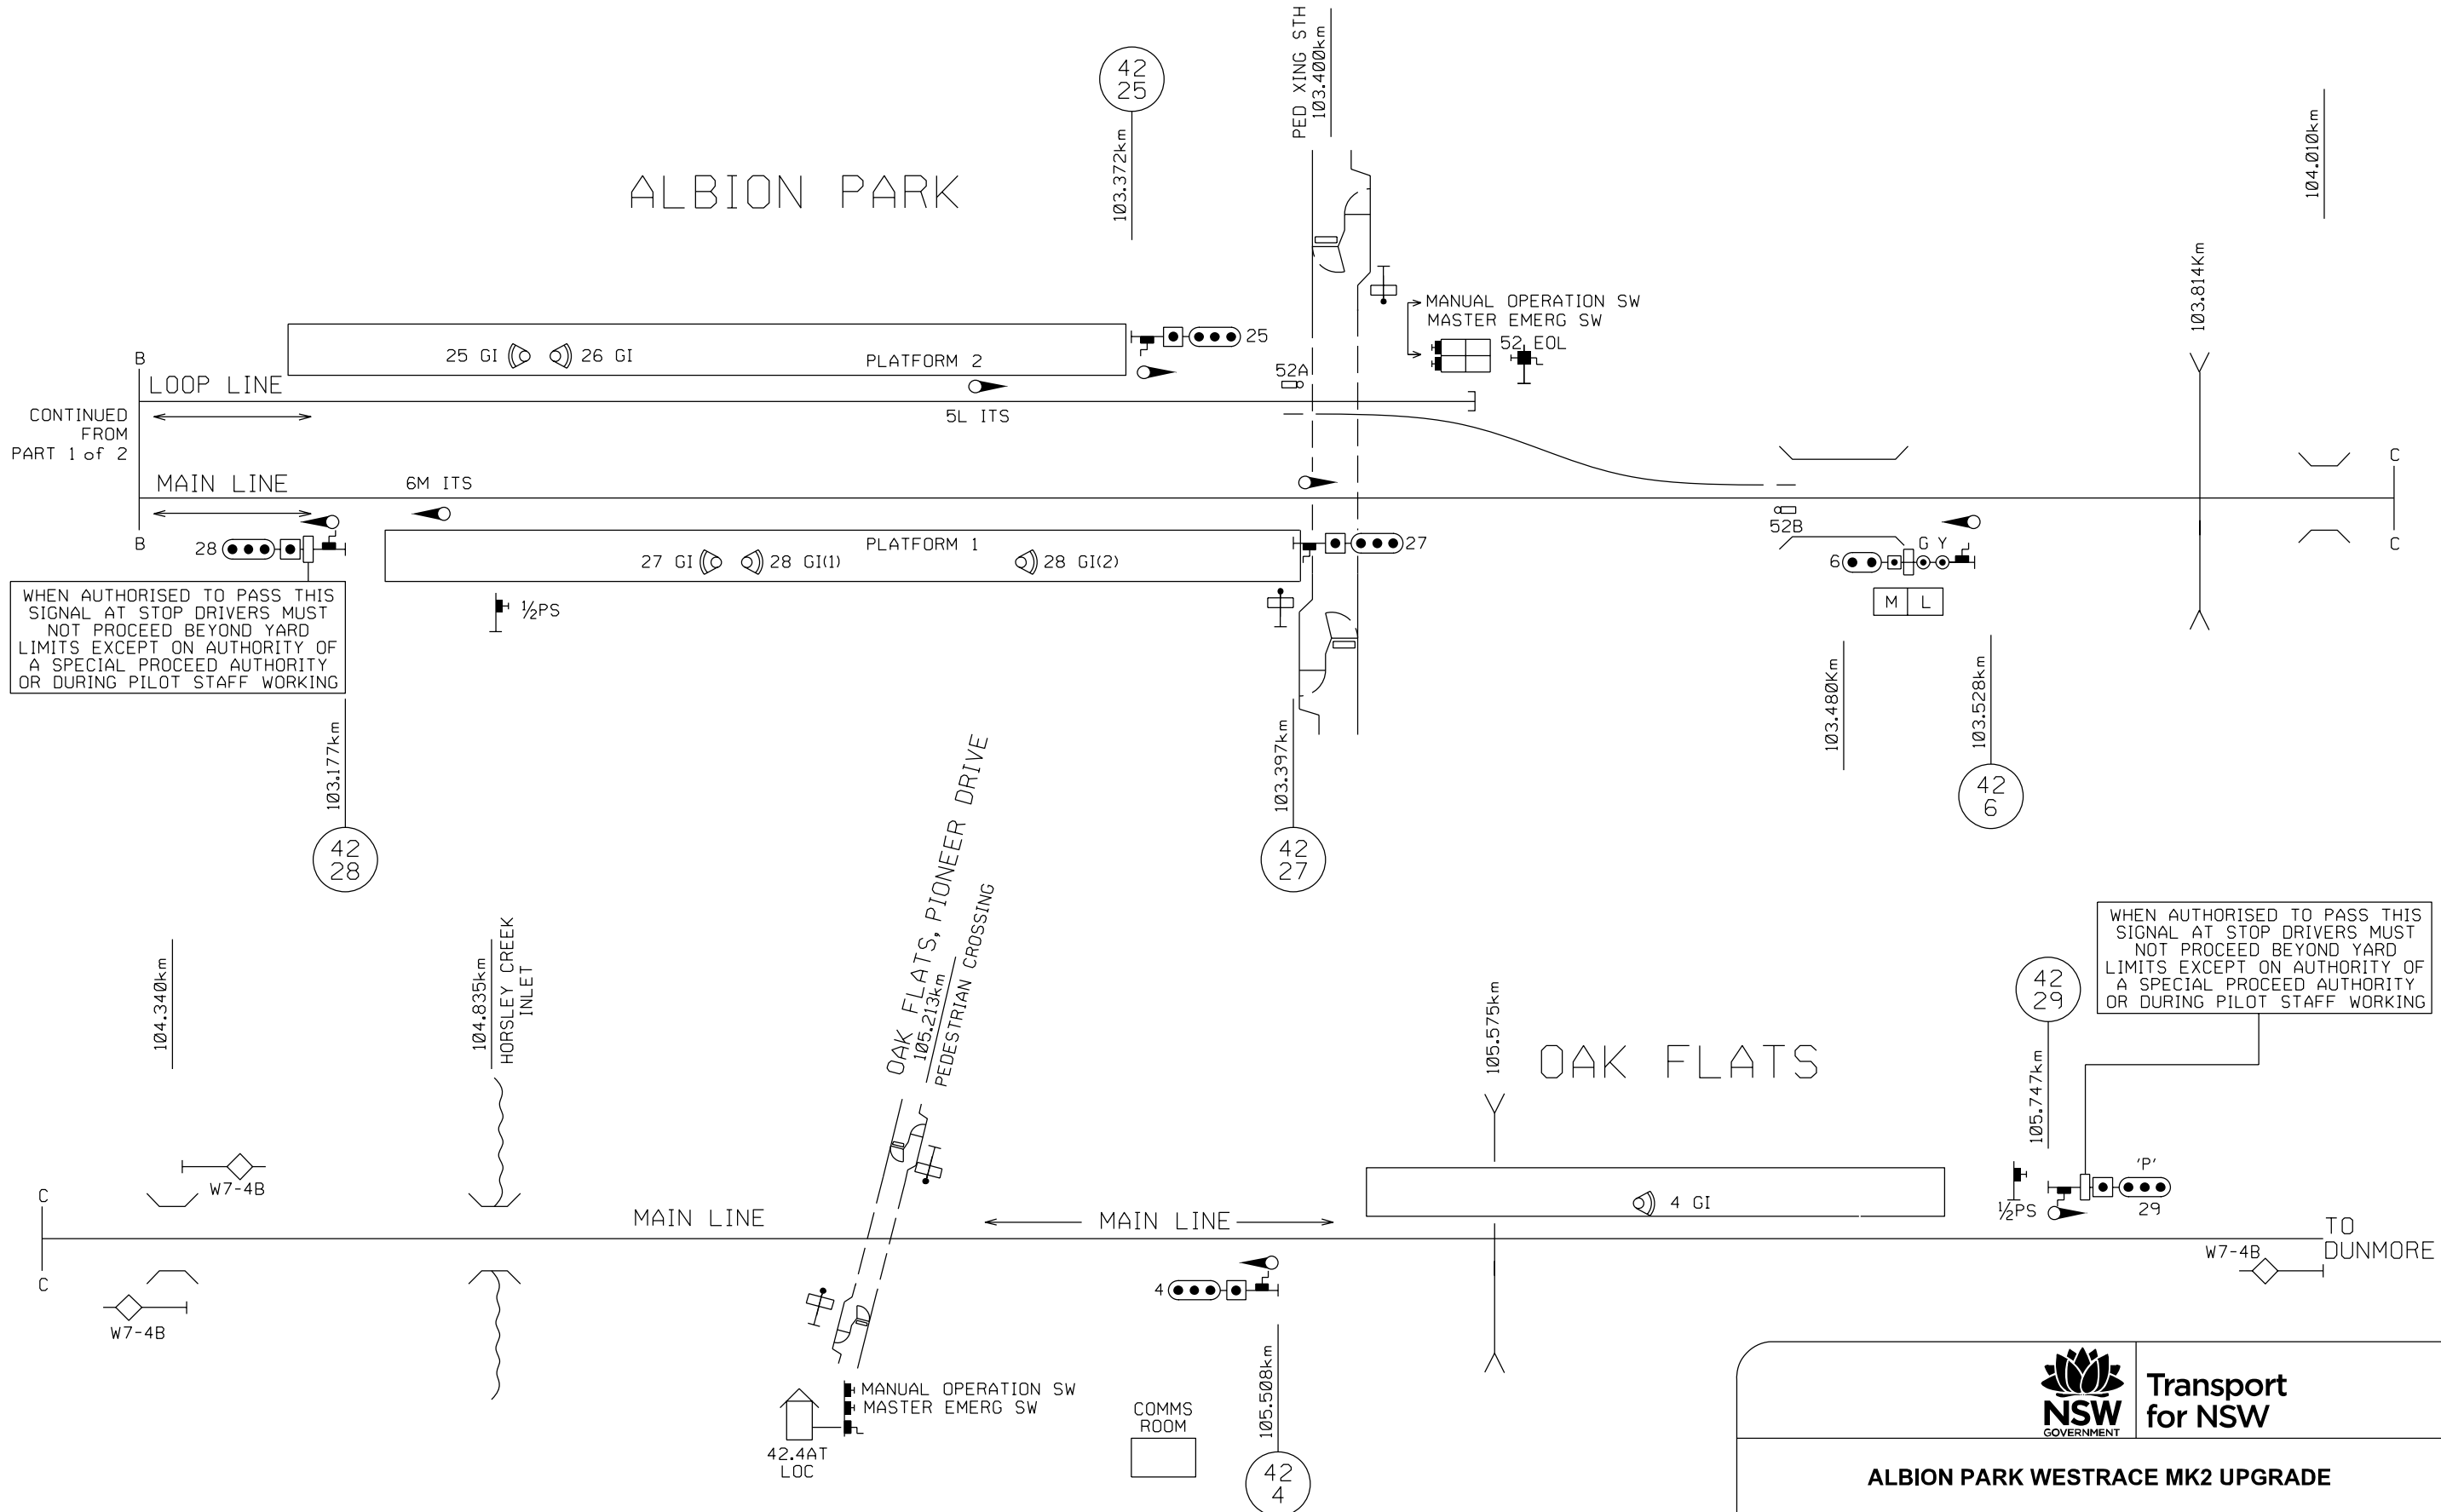 PED XING STH
103.400km
42
25
103.372km
104.010km
103.814Km
ALBION PARK
MANUAL OPERATION SW
MASTER EMERG SW
52 EOL
25
25 GI
26 GI
PLATFORM 2
52A
B
LOOP LINE
5L ITS
CONTINUED
FROM
PART 1 of 2
MAIN LINE
6M ITS
C
B
28
27 GI
28 GI(1)
PLATFORM 1
28 GI(2)
27
52B
G Y
6
M L
C
½PS
WHEN AUTHORISED TO PASS THIS
SIGNAL AT STOP DRIVERS MUST
NOT PROCEED BEYOND YARD
LIMITS EXCEPT ON AUTHORITY OF
A SPECIAL PROCEED AUTHORITY
OR DURING PILOT STAFF WORKING
103.177km
42
28
103.397km
42
27
103.480Km
103.528km
42
6
104.340km
104.835km
HORSLEY CREEK
INLET
OAK FLATS, PIONEER DRIVE
105.213km
PEDESTRIAN CROSSING
105.575km
OAK FLATS
42
29
105.747km
WHEN AUTHORISED TO PASS THIS
SIGNAL AT STOP DRIVERS MUST
NOT PROCEED BEYOND YARD
LIMITS EXCEPT ON AUTHORITY OF
A SPECIAL PROCEED AUTHORITY
OR DURING PILOT STAFF WORKING
W7-4B
C
MAIN LINE
MAIN LINE
4 GI
½PS
'P'
29
TO
DUNMORE
W7-4B
C
W7-4B
4
MANUAL OPERATION SW
MASTER EMERG SW
42.4AT
LOC
COMMS
ROOM
105.508km
42
4
NSW
GOVERNMENT
Transport
for NSW
ALBION PARK WESTRACE MK2 UPGRADE